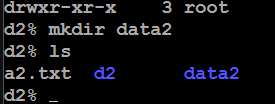 drwxr-xr-x    3 root
d2% mkdir data2
d2% ls
a2.txt  d2      data2
d2% _